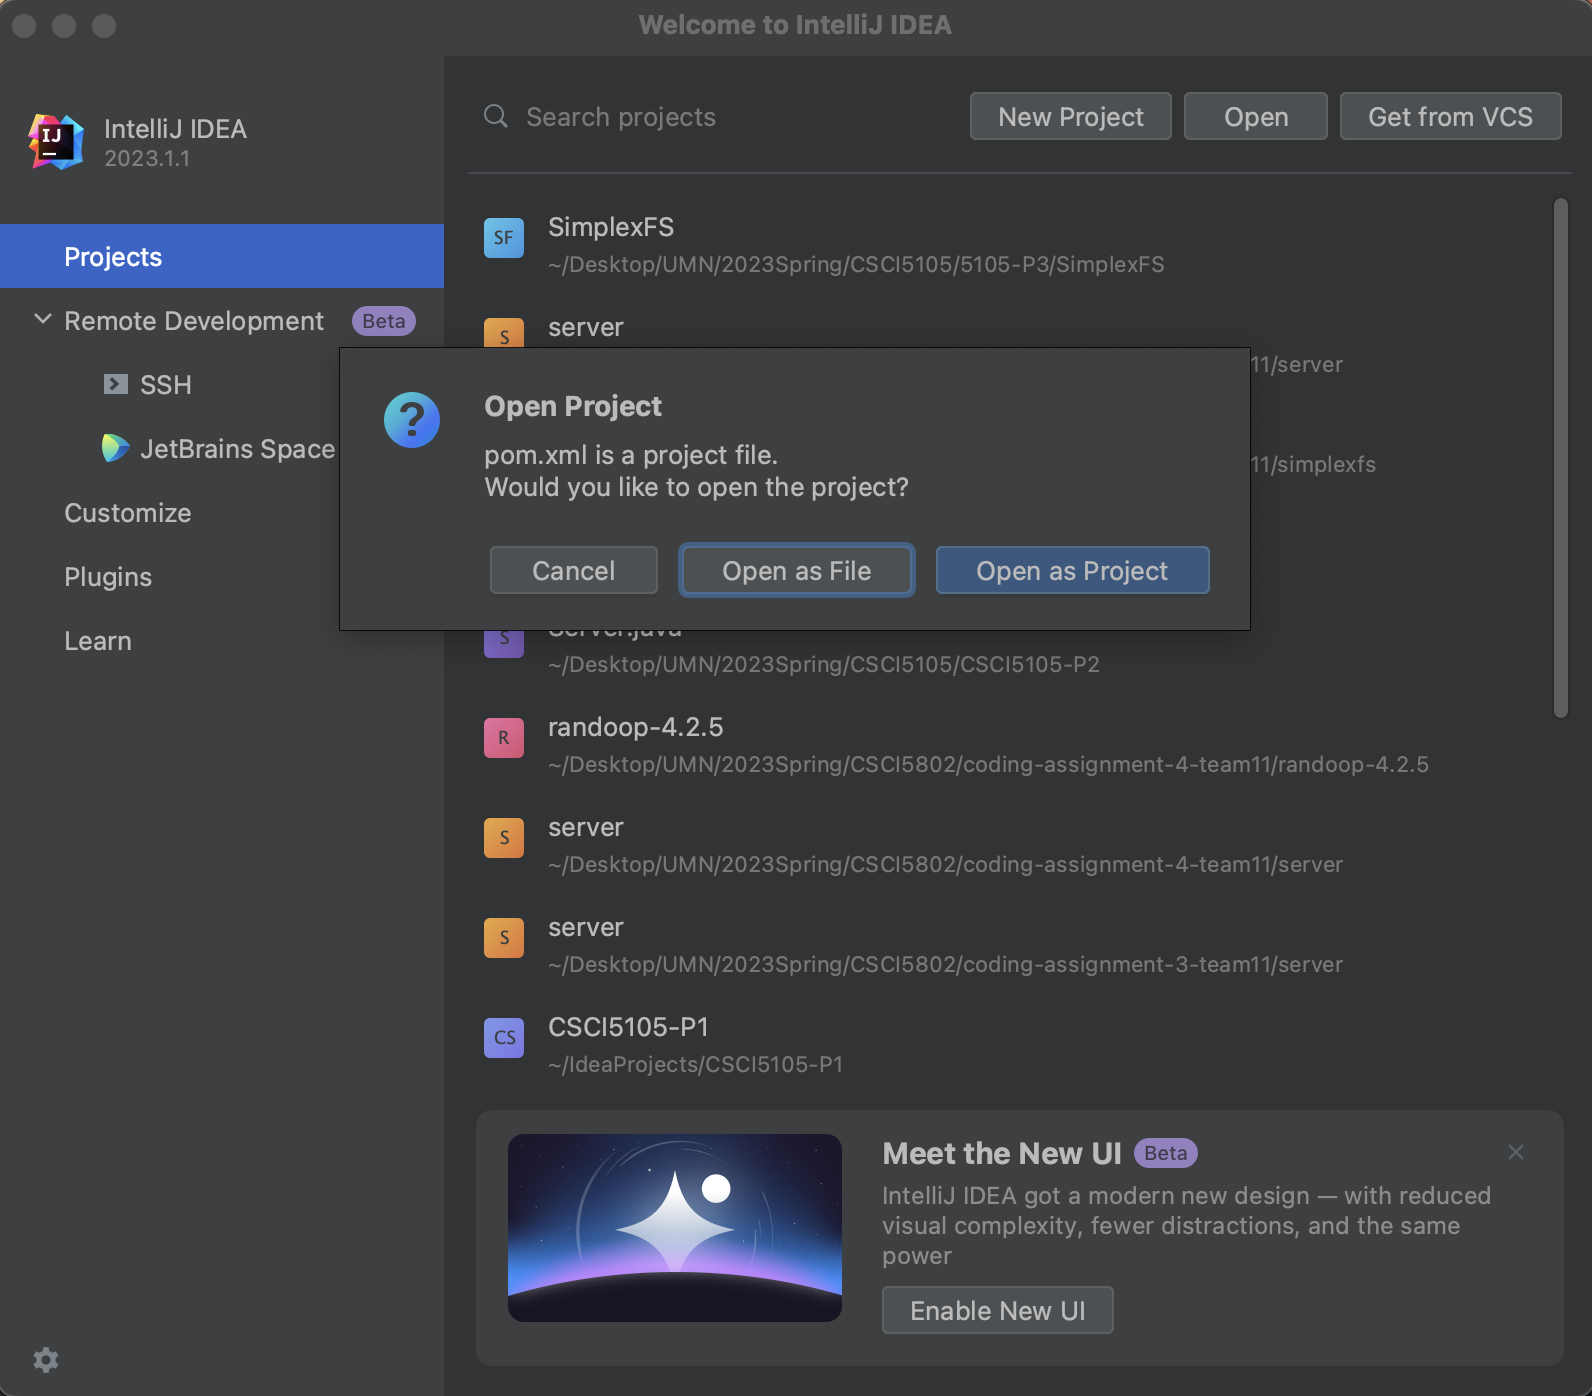 Welcome to IntelliJ IDEA
IJ
IntelliJ IDEA
2023.1.1
Search projects
New Project
Open
Get from VCS
Projects
Remote Development
Beta
SSH
JetBrains Space
Customize
Plugins
Learn
SF
SimplexFS
~/Desktop/UMN/2023Spring/CSCI5105/5105-P3/SimplexFS
S
server
11/server
11/simplexfs
?
Open Project
pom.xml is a project file.
Would you like to open the project?
Cancel
Open as File
Open as Project
S
Server.java
~/Desktop/UMN/2023Spring/CSCI5105/CSCI5105-P2
R
randoop-4.2.5
~/Desktop/UMN/2023Spring/CSCI5802/coding-assignment-4-team11/randoop-4.2.5
S
server
~/Desktop/UMN/2023Spring/CSCI5802/coding-assignment-4-team11/server
S
server
~/Desktop/UMN/2023Spring/CSCI5802/coding-assignment-3-team11/server
CS
CSCI5105-P1
~/IdeaProjects/CSCI5105-P1
Meet the New UI
Beta
IntelliJ IDEA got a modern new design — with reduced
visual complexity, fewer distractions, and the same
power
Enable New UI